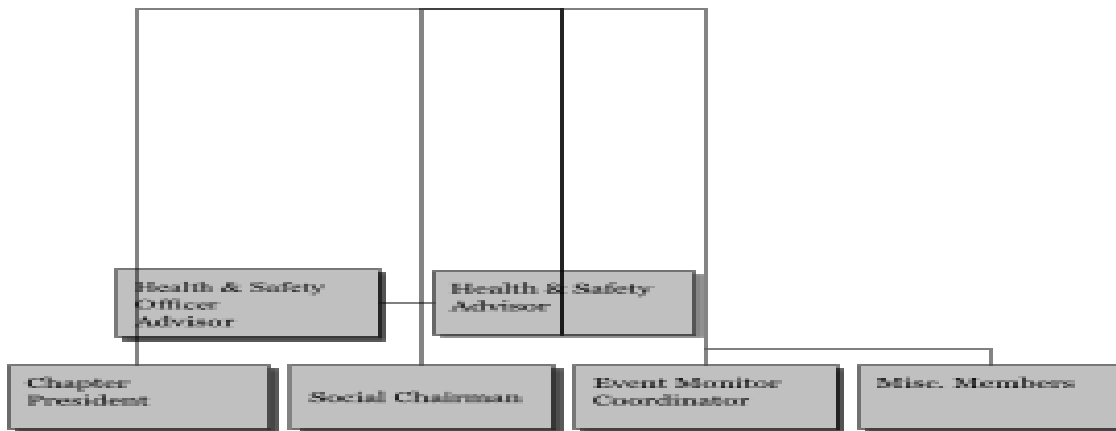 Health & Safety
Officer
Advisor
Health & Safety
Advisor
Chapter
President
Social Chairman
Event Monitor
Coordinator
Misc. Members